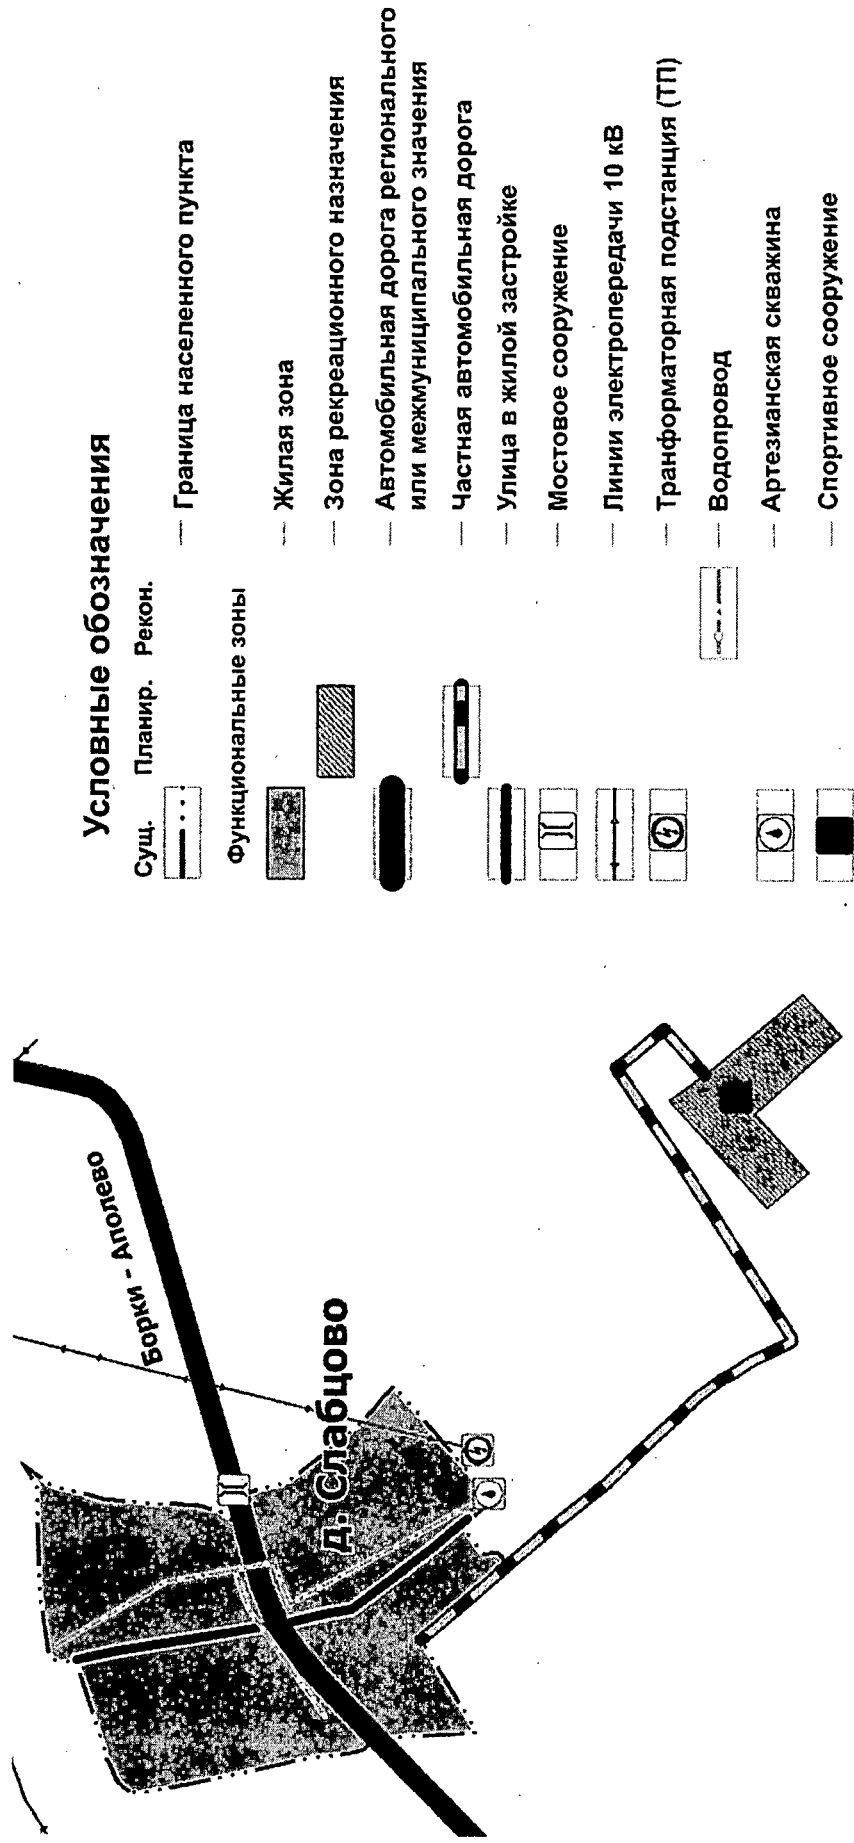 Условные обозначения
Сущ. Планир. Рекон.
— Граница населенного пункта
Функциональные зоны
— Жилая зона
— Зона рекреационного назначения
— Автомобильная дорога регионального
или межмуниципального значения
— Частная автомобильная дорога
— Улица в жилой застройке
— Мостовое сооружение
— Линии электропередачи 10 кВ
— Транформаторная подстанция (ТП)
— Водопровод
— Артезианская скважина
— Спортивное сооружение
Борки - Аполево
д. Слабцово